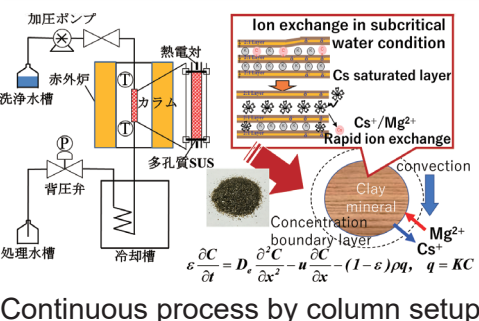 加圧ポンプ
洗浄水槽
赤外炉
熱電対
T
カラム
T
多孔質SUS
P
背圧弁
処理水槽
冷却槽
Ion exchange in subcritical
water condition
Cs saturated layer
Cs⁺/Mg²⁺
Rapid ion exchange
convection
Clay
mineral
Mg²⁺
Cs⁺
Concentration
boundary layer
ε ∂C/∂t = Dₑ ∂²C/∂x² - u ∂C/∂x - (1 - ε)ρq, q = KC
Continuous process by column setup